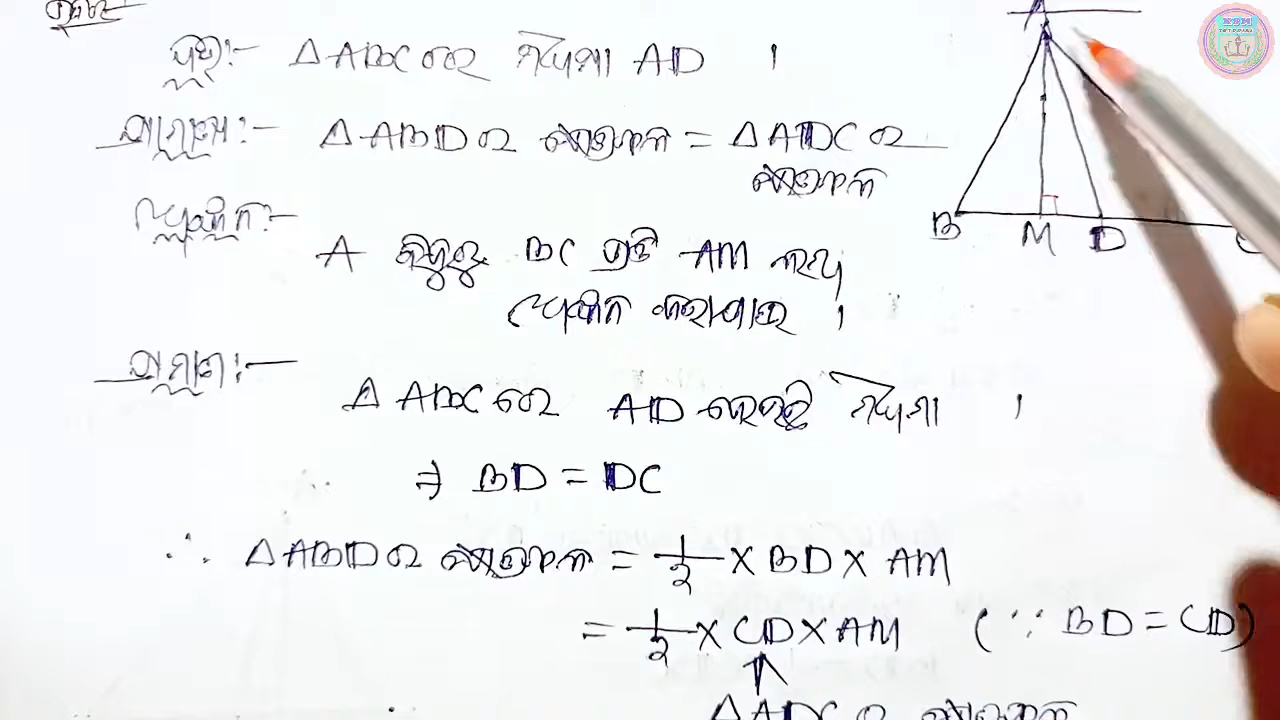 ଦତ୍ତ :- Δ ABC ରେ ମଧ୍ୟମା AD ।
ପ୍ରାମାଣ୍ୟ :- Δ ABD ର କ୍ଷେତ୍ରଫଳ = Δ ADC ର
କ୍ଷେତ୍ରଫଳ
ଅଙ୍କନ :-
A ବିନ୍ଦୁରୁ BC ପ୍ରତି AM ଲମ୍ବ
ଅଙ୍କନ କରାଯାଉ ।
ପ୍ରମାଣ :-
Δ ABC ରେ AD ହେଉଛି ମଧ୍ୟମା ।
⇒ BD = DC
∴ Δ ABD ର କ୍ଷେତ୍ରଫଳ = 1/2 × BD × AM
= 1/2 × CD × AM (∵ BD = CD)
Δ ADC ର କ୍ଷେତ୍ରଫଳ
A
B M D C